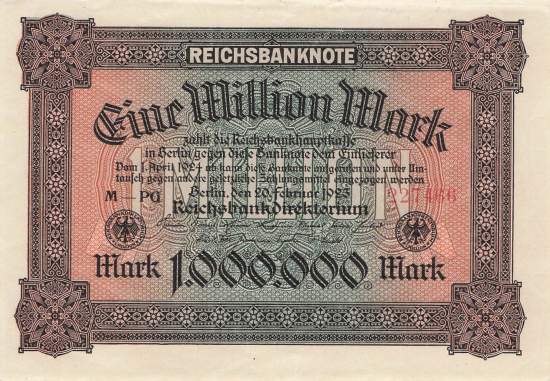 REICHSBANKNOTE
Eine Million Mark
zahlt die Reichsbankhauptkasse
in Berlin gegen diese Banknote dem Einlieferer
Vom 1. April 1924 ab kann diese Banknote aufgerufen und unter Um-
tausch gegen andere gesetzliche Zahlungsmittel eingezogen werden
Berlin, den 20. Februar 1923
M - PG
Reichsbankdirektorium
Mark 1.000.000 Mark